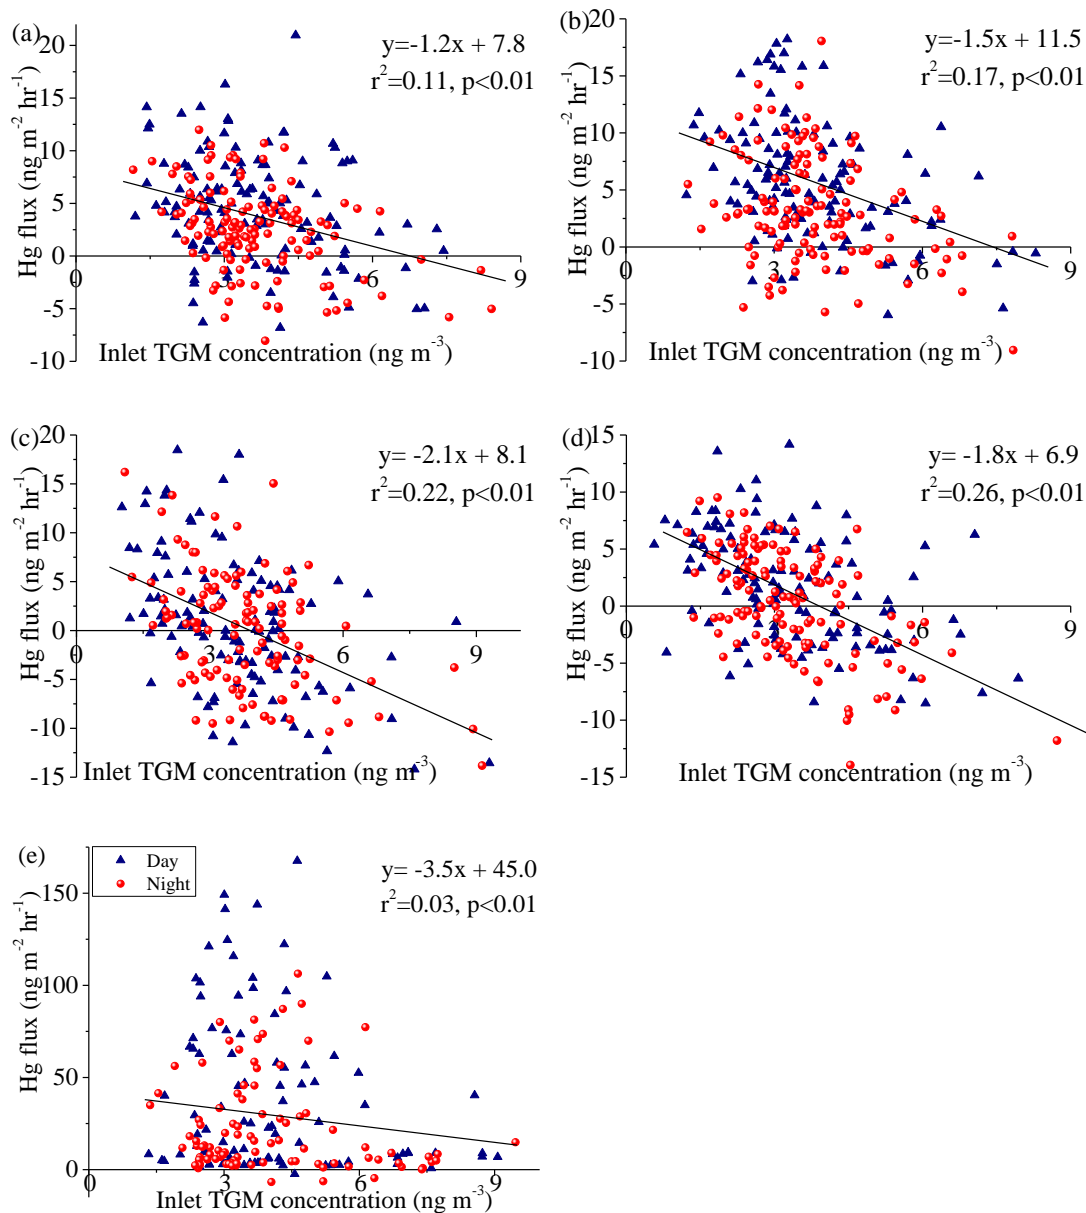 (a)
y=-1.2x + 7.8
r²=0.11, p<0.01
Hg flux (ng m⁻² hr⁻¹)
20
15
10
5
0
-5
-10
0
3
6
9
Inlet TGM concentration (ng m⁻³)
(b)
y=-1.5x + 11.5
r²=0.17, p<0.01
Hg flux (ng m⁻² hr⁻¹)
20
15
10
5
0
-5
-10
0
3
6
9
Inlet TGM concentration (ng m⁻³)
(c)
y= -2.1x + 8.1
r²=0.22, p<0.01
Hg flux (ng m⁻² hr⁻¹)
20
15
10
5
0
-5
-10
-15
0
3
6
9
Inlet TGM concentration (ng m⁻³)
(d)
y= -1.8x + 6.9
r²=0.26, p<0.01
Hg flux (ng m⁻² hr⁻¹)
15
10
5
0
-5
-10
-15
0
3
6
9
Inlet TGM concentration (ng m⁻³)
(e)
Day
Night
y= -3.5x + 45.0
r²=0.03, p<0.01
Hg flux (ng m⁻² hr⁻¹)
150
100
50
0
0
3
6
9
Inlet TGM concentration (ng m⁻³)